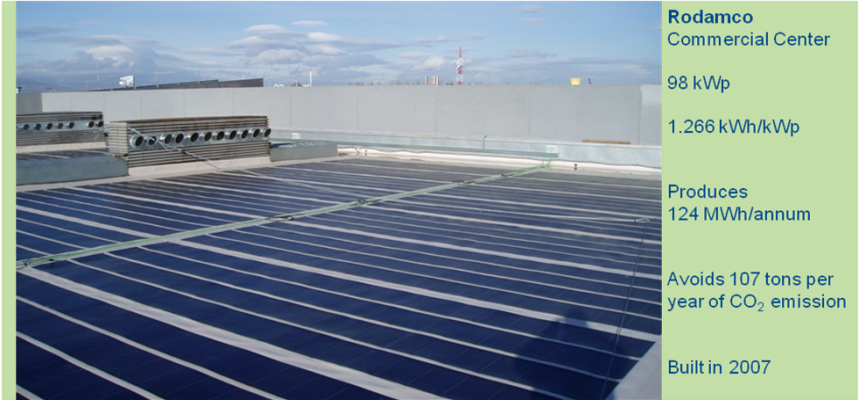 Rodamco
Commercial Center
98 kWp
1.266 kWh/kWp
Produces
124 MWh/annum
Avoids 107 tons per
year of CO₂ emission
Built in 2007